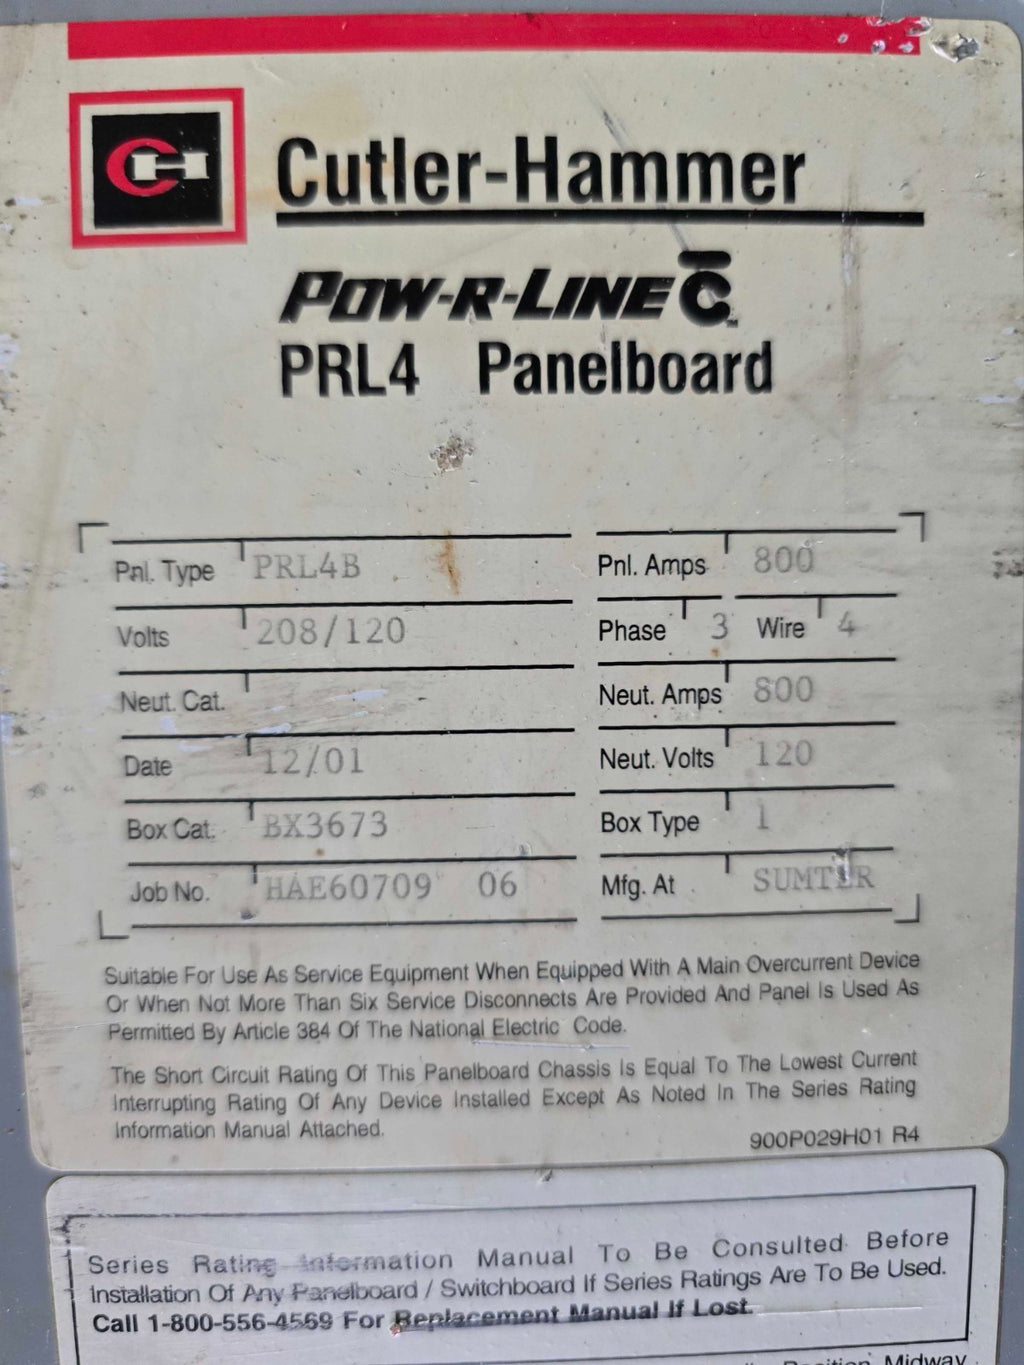 CH
Cutler-Hammer
POW-R-LINE C™
PRL4 Panelboard
Pnl. Type PRL4B
Pnl. Amps 800
Volts 208/120
Phase 3 Wire 4
Neut. Cat.
Neut. Amps 800
Date 12/01
Neut. Volts 120
Box Cat. BX3673
Box Type 1
Job No. HAE60709 06
Mfg. At SUMTER
Suitable For Use As Service Equipment When Equipped With A Main Overcurrent Device
Or When Not More Than Six Service Disconnects Are Provided And Panel Is Used As
Permitted By Article 384 Of The National Electric Code.
The Short Circuit Rating Of This Panelboard Chassis Is Equal To The Lowest Current
Interrupting Rating Of Any Device Installed Except As Noted In The Series Rating
Information Manual Attached.
900P029H01 R4
Series Rating Information Manual To Be Consulted Before
Installation Of Any Panelboard / Switchboard If Series Ratings Are To Be Used.
Call 1-800-556-4569 For Replacement Manual If Lost.
Position Midway